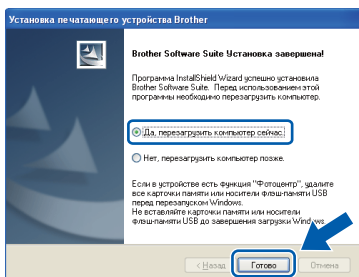 Установка печатающего устройства Brother
Brother Software Suite Установка завершена!
Программа InstallShield Wizard успешно установила
Brother Software Suite. Перед использованием этой
программы необходимо перезагрузить компьютер.
Да, перезагрузить компьютер сейчас.
Нет, перезагрузить компьютер позже.
Если в устройстве есть функция "Фотоцентр", удалите
все карточки памяти или носители флэш-памяти USB
перед перезапуском Windows.
Не вставляйте карточки памяти или носители
флэш-памяти USB до завершения загрузки Windows.
< Назад
Готово
Отмена